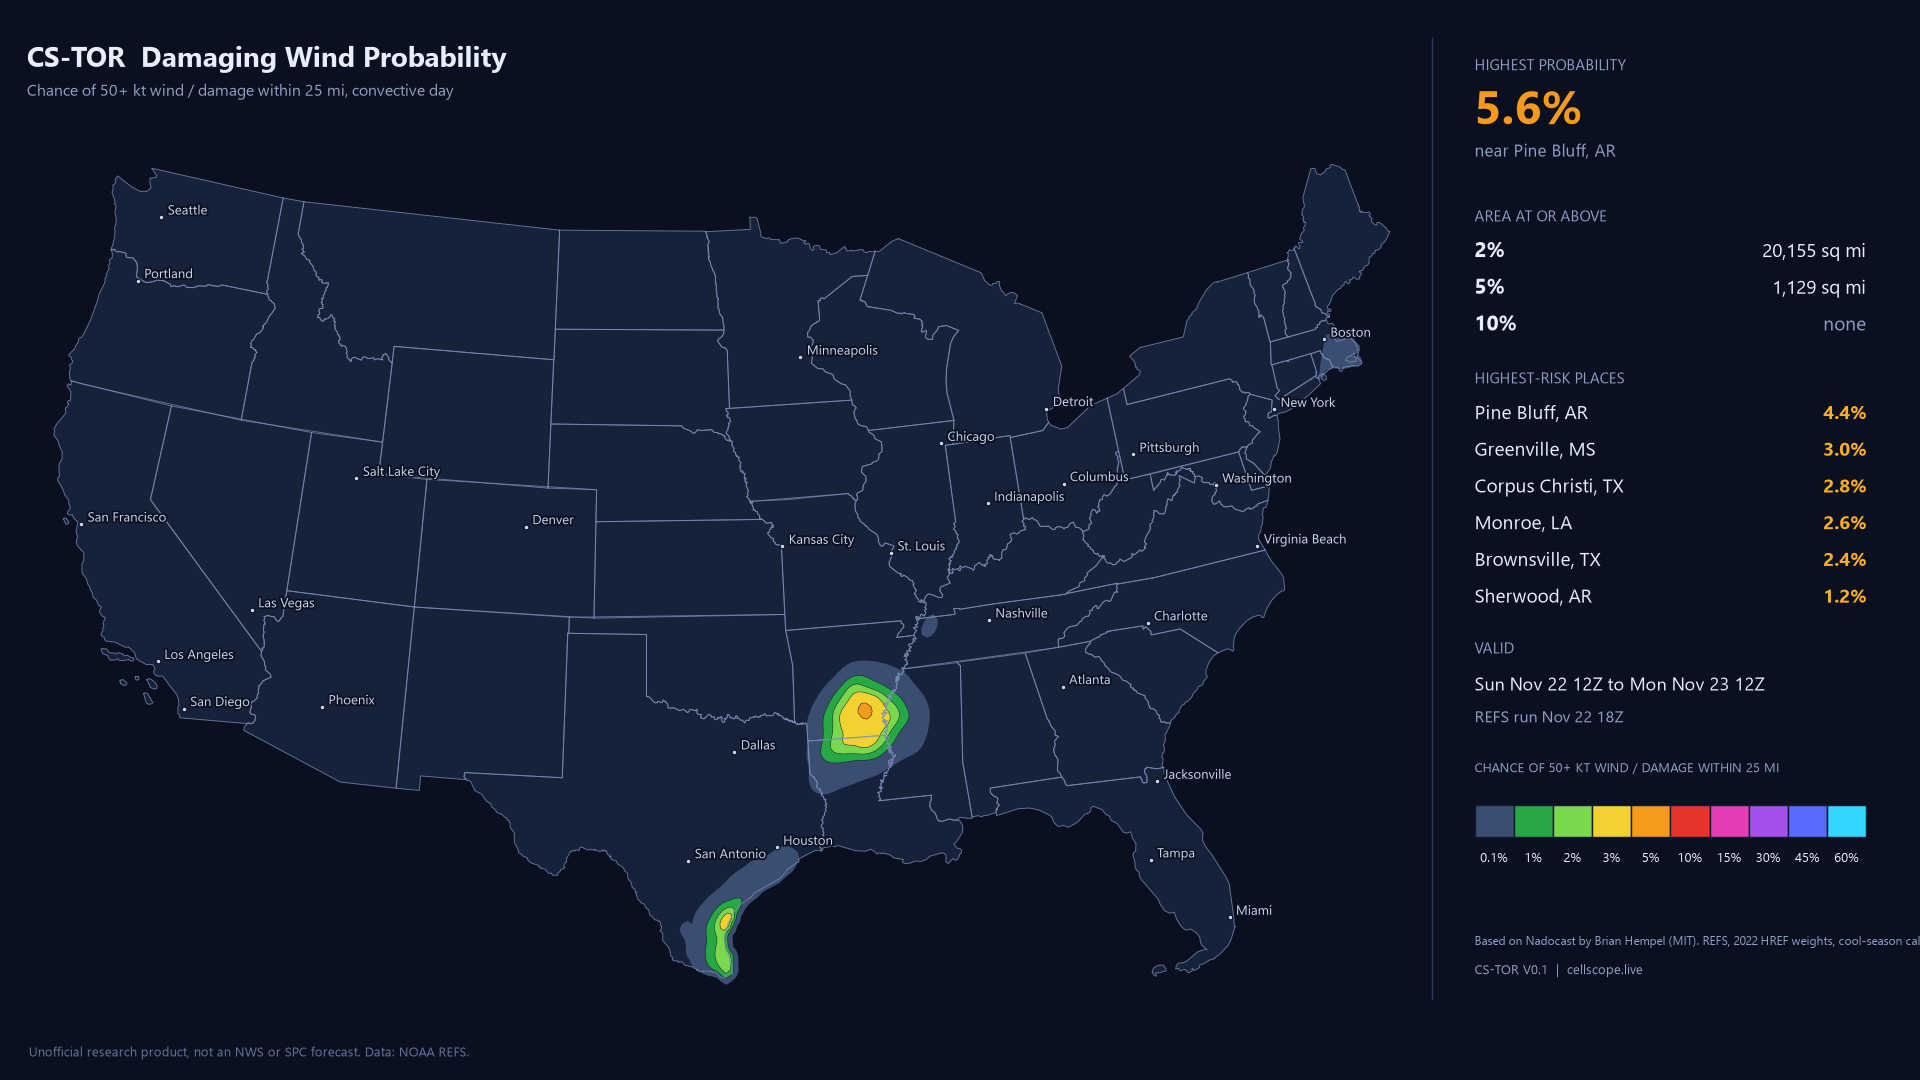 CS-TOR  Damaging Wind Probability
Chance of 50+ kt wind / damage within 25 mi, convective day
Seattle
Portland
Minneapolis
Boston
Detroit
New York
Chicago
Pittsburgh
Salt Lake City
Columbus
Washington
Indianapolis
San Francisco
Denver
Kansas City
St. Louis
Virginia Beach
Las Vegas
Nashville
Charlotte
Los Angeles
Atlanta
San Diego
Phoenix
Dallas
Jacksonville
Houston
San Antonio
Tampa
Miami
HIGHEST PROBABILITY
5.6%
near Pine Bluff, AR
AREA AT OR ABOVE
2% 20,155 sq mi
5% 1,129 sq mi
10% none
HIGHEST-RISK PLACES
Pine Bluff, AR 4.4%
Greenville, MS 3.0%
Corpus Christi, TX 2.8%
Monroe, LA 2.6%
Brownsville, TX 2.4%
Sherwood, AR 1.2%
VALID
Sun Nov 22 12Z to Mon Nov 23 12Z
REFS run Nov 22 18Z
CHANCE OF 50+ KT WIND / DAMAGE WITHIN 25 MI
0.1% 1% 2% 3% 5% 10% 15% 30% 45% 60%
Based on Nadocast by Brian Hempel (MIT). REFS, 2022 HREF weights, cool-season cal
CS-TOR V0.1 | cellscope.live
Unofficial research product, not an NWS or SPC forecast. Data: NOAA REFS.